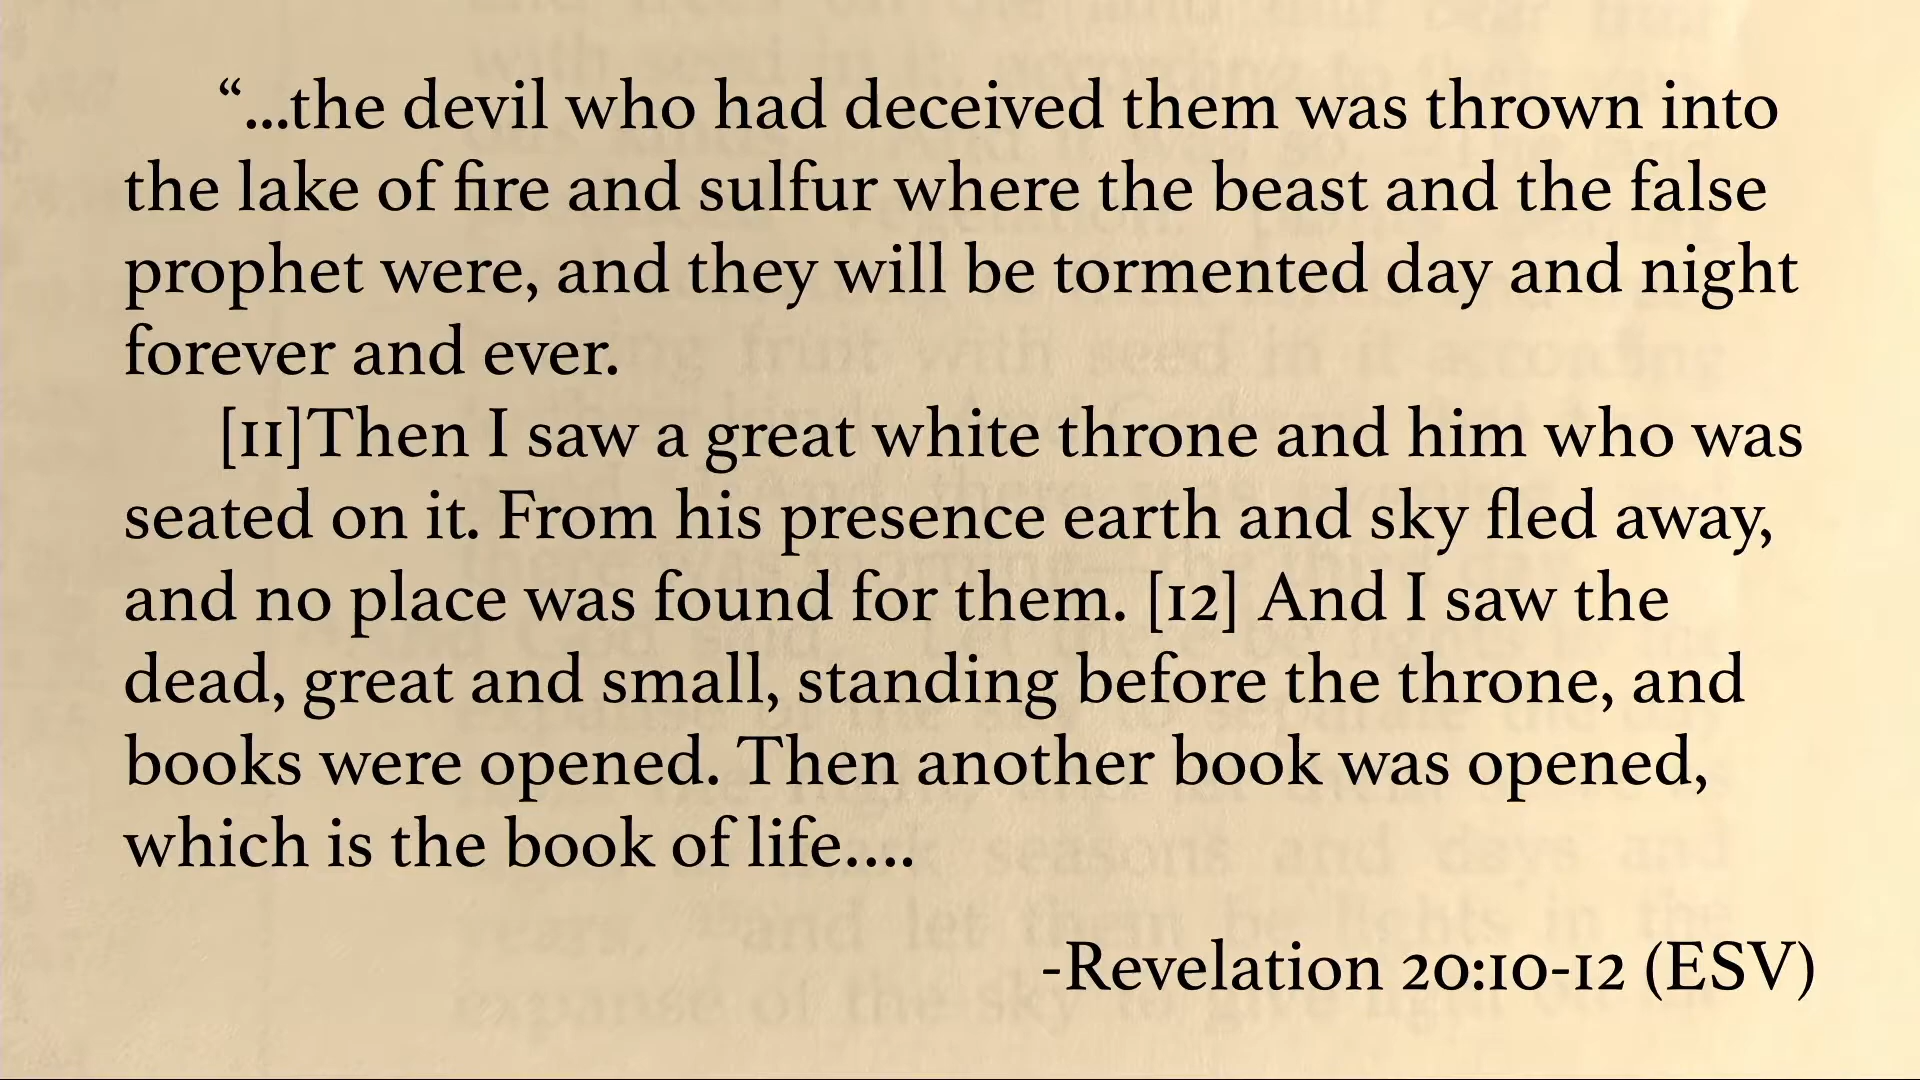 “...the devil who had deceived them was thrown into
the lake of fire and sulfur where the beast and the false
prophet were, and they will be tormented day and night
forever and ever.
[11]Then I saw a great white throne and him who was
seated on it. From his presence earth and sky fled away,
and no place was found for them. [12] And I saw the
dead, great and small, standing before the throne, and
books were opened. Then another book was opened,
which is the book of life....
-Revelation 20:10-12 (ESV)